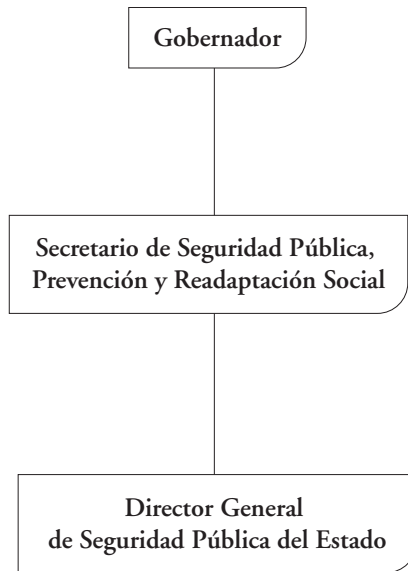 Gobernador
Secretario de Seguridad Pública,
Prevención y Readaptación Social
Director General
de Seguridad Pública del Estado